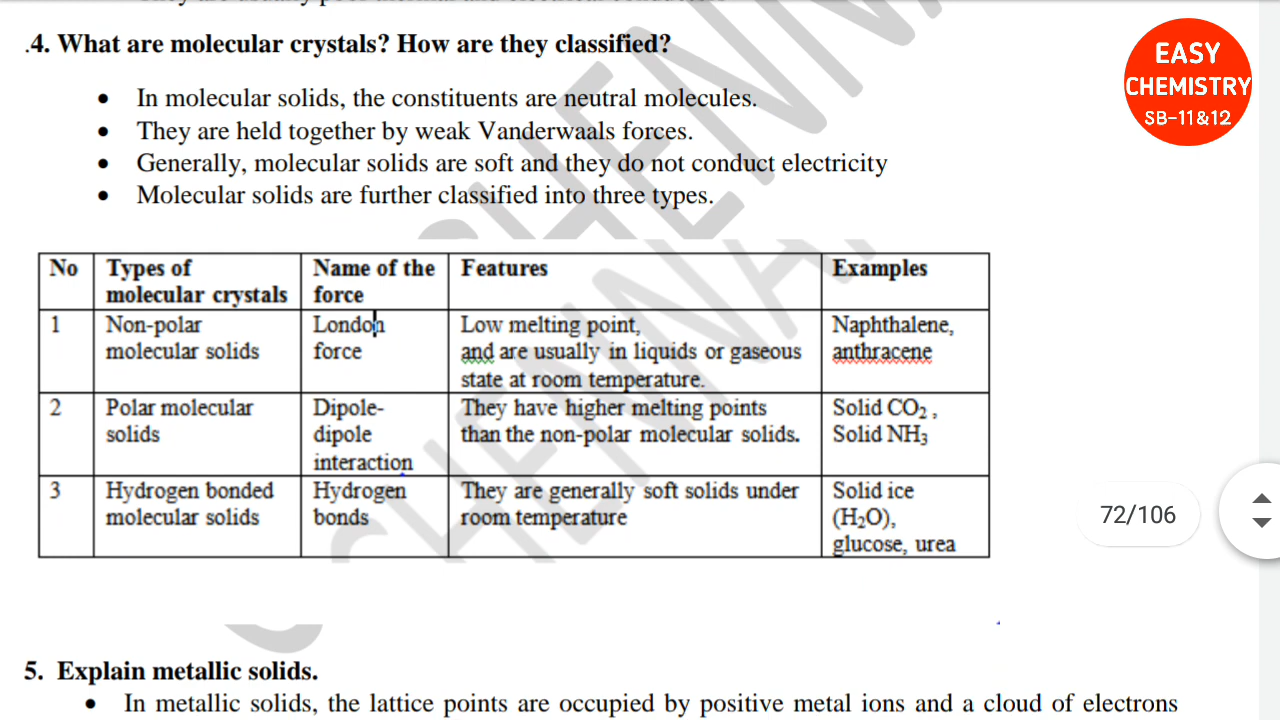 .4. What are molecular crystals? How are they classified?
EASY
CHEMISTRY
SB-11&12
• In molecular solids, the constituents are neutral molecules.
• They are held together by weak Vanderwaals forces.
• Generally, molecular solids are soft and they do not conduct electricity
• Molecular solids are further classified into three types.
No Types of molecular crystals Name of the force Features Examples
1 Non-polar molecular solids London force Low melting point, and are usually in liquids or gaseous state at room temperature. Naphthalene, anthracene
2 Polar molecular solids Dipole-dipole interaction They have higher melting points than the non-polar molecular solids. Solid CO₂ , Solid NH₃
3 Hydrogen bonded molecular solids Hydrogen bonds They are generally soft solids under room temperature Solid ice (H₂O), glucose, urea
72/106
5. Explain metallic solids.
• In metallic solids, the lattice points are occupied by positive metal ions and a cloud of electrons